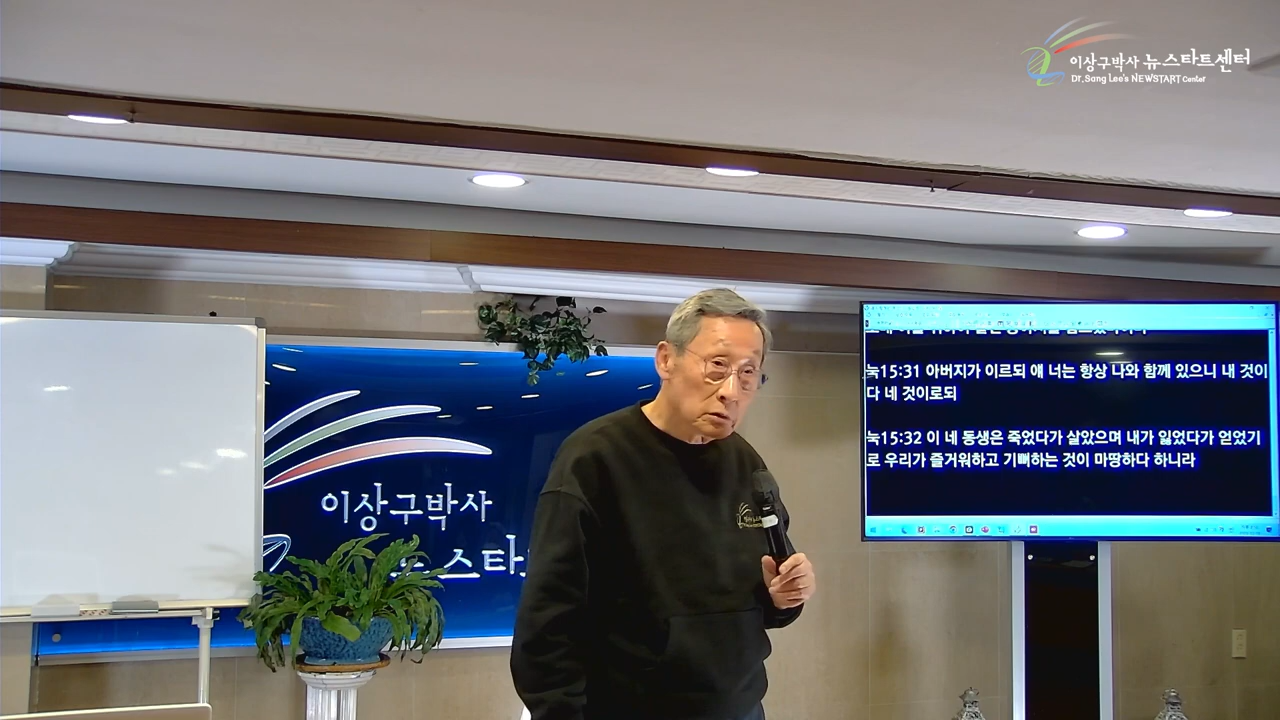 이상구박사 뉴스타트센터
Dr. Sang Lee's NEWSTART Center
이상구박사
스타
눅15:31 아버지가 이르되 얘 너는 항상 나와 함께 있으니 내 것이
다 네 것이로되
눅15:32 이 네 동생은 죽었다가 살았으며 내가 잃었다가 얻었기
로 우리가 즐거워하고 기뻐하는 것이 마땅하다 하니라